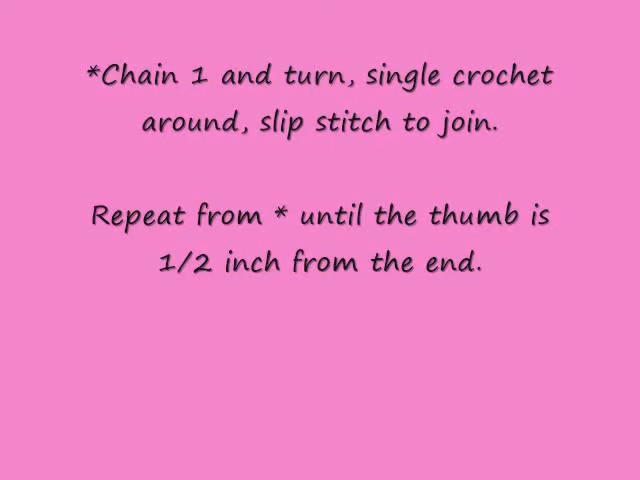 *Chain 1 and turn, single crochet
around, slip stitch to join.
Repeat from * until the thumb is
1/2 inch from the end.